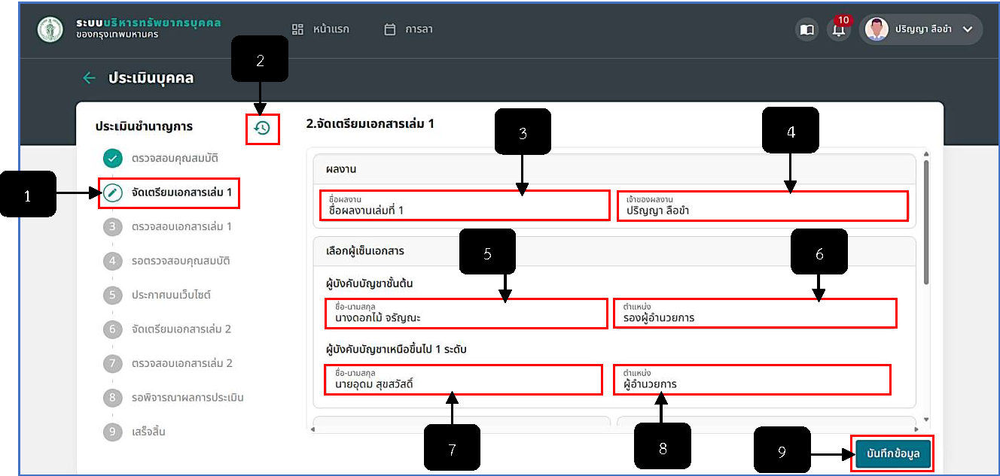 ระบบบริหารทรัพยากรบุคคล
ของกรุงเทพมหานคร
หน้าแรก
การลา
10
ปริญญา ลือขำ
2
ประเมินบุคคล
ประเมินชำนาญการ
2.จัดเตรียมเอกสารเล่ม 1
3
4
ตรวจสอบคุณสมบัติ
1
จัดเตรียมเอกสารเล่ม 1
3 ตรวจสอบเอกสารเล่ม 1
4 รอตรวจสอบคุณสมบัติ
5 ประกาศบนเว็บไซต์
6 จัดเตรียมเอกสารเล่ม 2
7 ตรวจสอบเอกสารเล่ม 2
8 รอพิจารณาผลการประเมิน
9 เสร็จสิ้น
ผลงาน
ชื่อผลงาน
ชื่อผลงานเล่มที่ 1
เจ้าของผลงาน
ปริญญา ลือขำ
เลือกผู้เซ็นเอกสาร
5
6
ผู้บังคับบัญชาชั้นต้น
ชื่อ-นามสกุล
นางดอกไม้ จรัญณะ
ตำแหน่ง
รองผู้อำนวยการ
ผู้บังคับบัญชาเหนือขึ้นไป 1 ระดับ
ชื่อ-นามสกุล
นายอุดม สุขสวัสดิ์
ตำแหน่ง
ผู้อำนวยการ
7
8
9
บันทึกข้อมูล